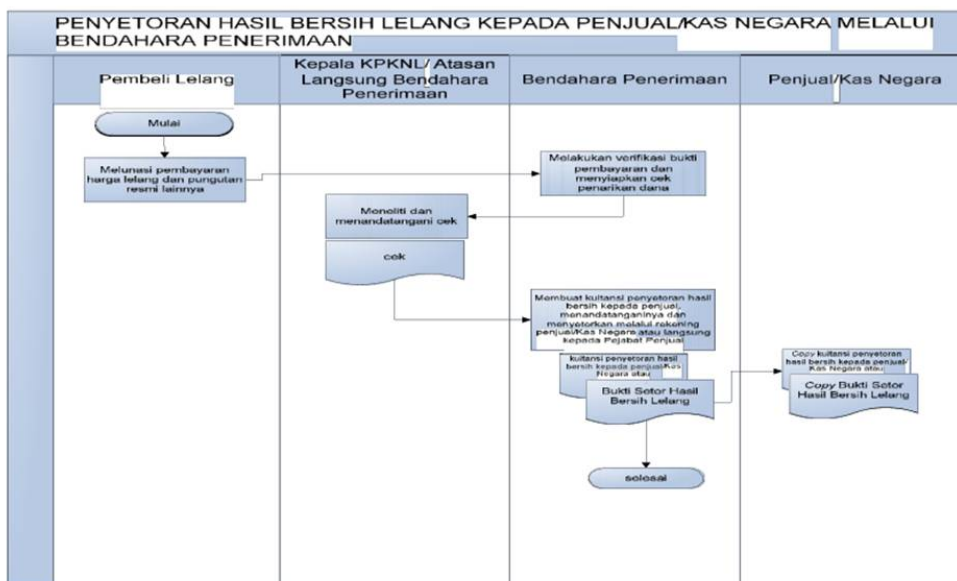 PENYETORAN HASIL BERSIH LELANG KEPADA PENJUAL/KAS NEGARA MELALUI
BENDAHARA PENERIMAAN
Pembeli Lelang
Kepala KPKNL/ Atasan
Langsung Bendahara
Penerimaan
Bendahara Penerimaan
Penjual/Kas Negara
Mulai
Melunasi pembayaran
harga lelang dan pungutan
resmi lainnya
Melakukan verifikasi bukti
pembayaran dan
menyiapkan cek
penarikan dana
Meneliti dan
menandatangani cek
cek
Membuat kuitansi penyetoran hasil
bersih kepada penjual,
menandatanganinya dan
menyetorkan melalui rekening
penjual/Kas Negara atau langsung
kepada Pejabat Penjual
kuitansi penyetoran hasil
bersih kepada penjual/Kas
Negara atau
Bukti Setor Hasil
Bersih Lelang
Copy kuitansi penyetoran
hasil bersih kepada penjual/
Kas Negara atau
Copy Bukti Setor
Hasil Bersih Lelang
selesai